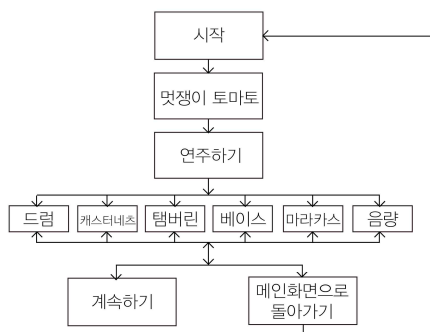 시작
멋쟁이 토마토
연주하기
드럼
캐스터네츠
탬버린
베이스
마라카스
음량
계속하기
메인화면으로
돌아가기